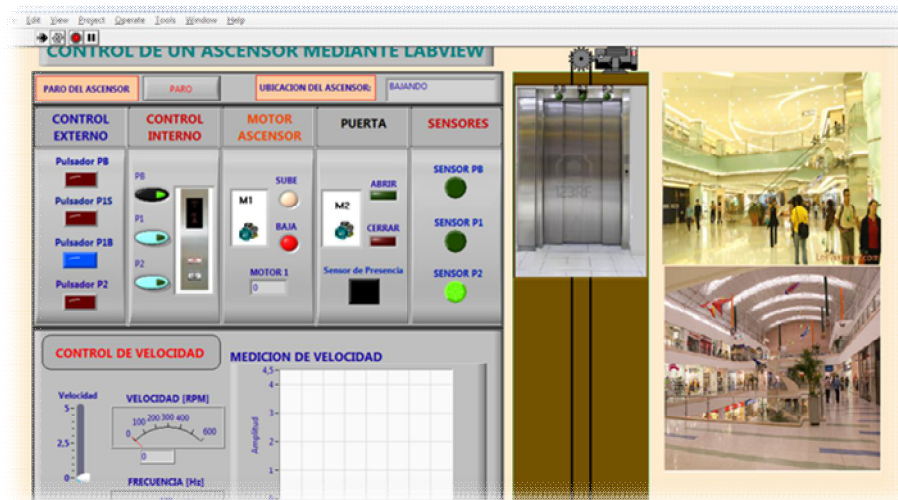 Edit View Project Operate Tools Window Help
CONTROL DE UN ASCENSOR MEDIANTE LABVIEW
PARO DEL ASCENSOR
PARO
UBICACION DEL ASCENSOR:
BAJANDO
CONTROL EXTERNO
CONTROL INTERNO
MOTOR ASCENSOR
PUERTA
SENSORES
Pulsador PB
Pulsador P1S
Pulsador P1B
Pulsador P2
PB
P1
P2
M1
SUBE
BAJA
MOTOR 1
0
M2
ABRIR
CERRAR
Sensor de Presencia
SENSOR PB
SENSOR P1
SENSOR P2
123RF
CONTROL DE VELOCIDAD
Velocidad
5-
2,5-
0-
VELOCIDAD [RPM]
0 100 200 300 400 600
0
FRECUENCIA [Hz]
MEDICION DE VELOCIDAD
Amplitud
4,5-
4-
3-
2-
1-